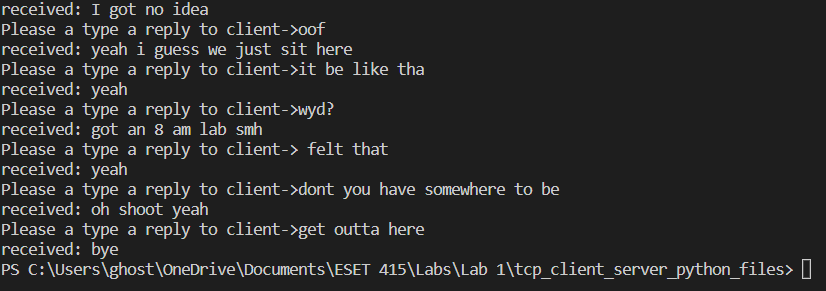 received: I got no idea
Please a type a reply to client->oof
received: yeah i guess we just sit here
Please a type a reply to client->it be like tha
received: yeah
Please a type a reply to client->wyd?
received: got an 8 am lab smh
Please a type a reply to client-> felt that
received: yeah
Please a type a reply to client->dont you have somewhere to be
received: oh shoot yeah
Please a type a reply to client->get outta here
received: bye
PS C:\Users\ghost\OneDrive\Documents\ESET 415\Labs\Lab 1\tcp_client_server_python_files>